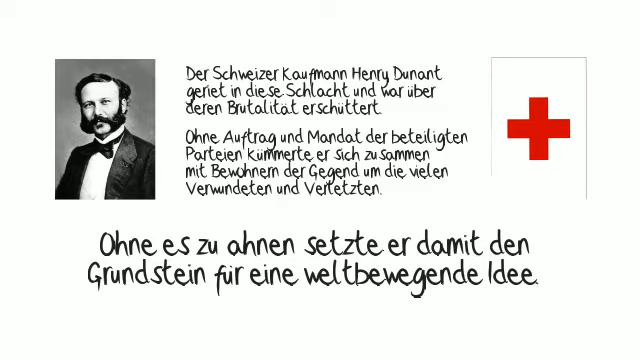 Der Schweizer Kaufmann Henry Dunant
geriet in diese Schlacht und war über
deren Brutalität erschüttert.
Ohne Auftrag und Mandat der beteiligten
Parteien kümmerte er sich zusammen
mit Bewohnern der Gegend um die vielen
Verwundeten und Verletzten.
Ohne es zu ahnen setzte er damit den
Grundstein für eine weltbewegende Idee.